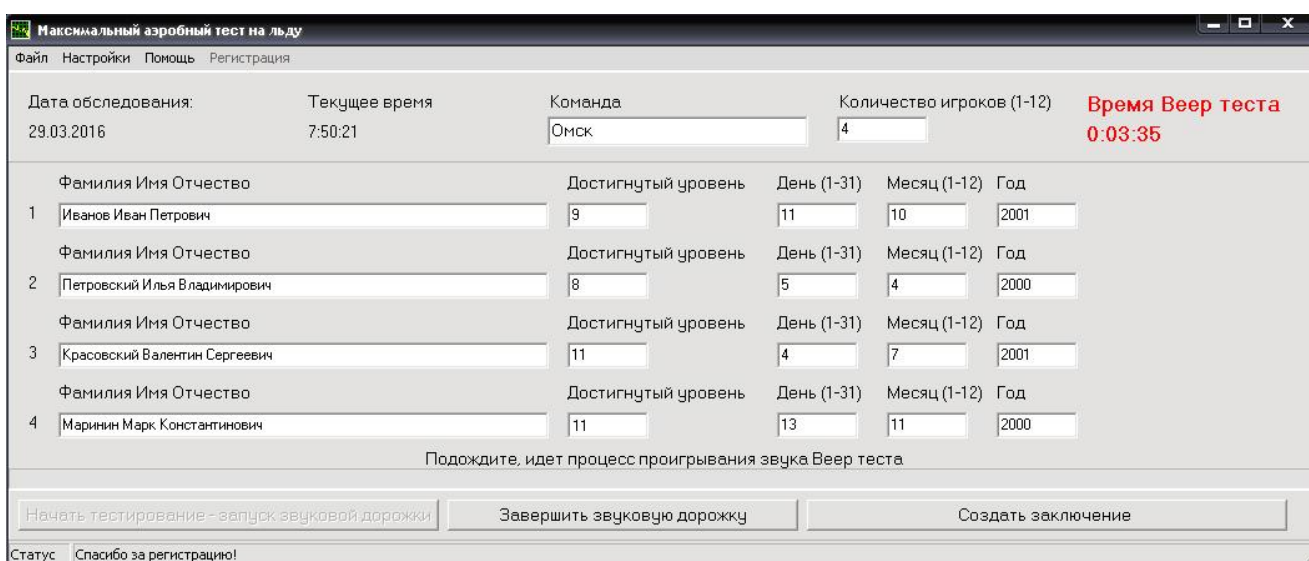 Максимальный аэробный тест на льду
Файл Настройки Помощь Регистрация
Дата обследования: Текущее время Команда Количество игроков (1-12) Время Beep теста
29.03.2016 7:50:21 Омск 4 0:03:35
Фамилия Имя Отчество Достигнутый уровень День (1-31) Месяц (1-12) Год
1 Иванов Иван Петрович 9 11 10 2001
Фамилия Имя Отчество Достигнутый уровень День (1-31) Месяц (1-12) Год
2 Петровский Илья Владимирович 8 5 4 2000
Фамилия Имя Отчество Достигнутый уровень День (1-31) Месяц (1-12) Год
3 Красовский Валентин Сергеевич 11 4 7 2001
Фамилия Имя Отчество Достигнутый уровень День (1-31) Месяц (1-12) Год
4 Маринин Марк Константинович 11 13 11 2000
Подождите, идет процесс проигрывания звука Beep теста
Начать тестирование - запуск звуковой дорожки Завершить звуковую дорожку Создать заключение
Статус Спасибо за регистрацию!